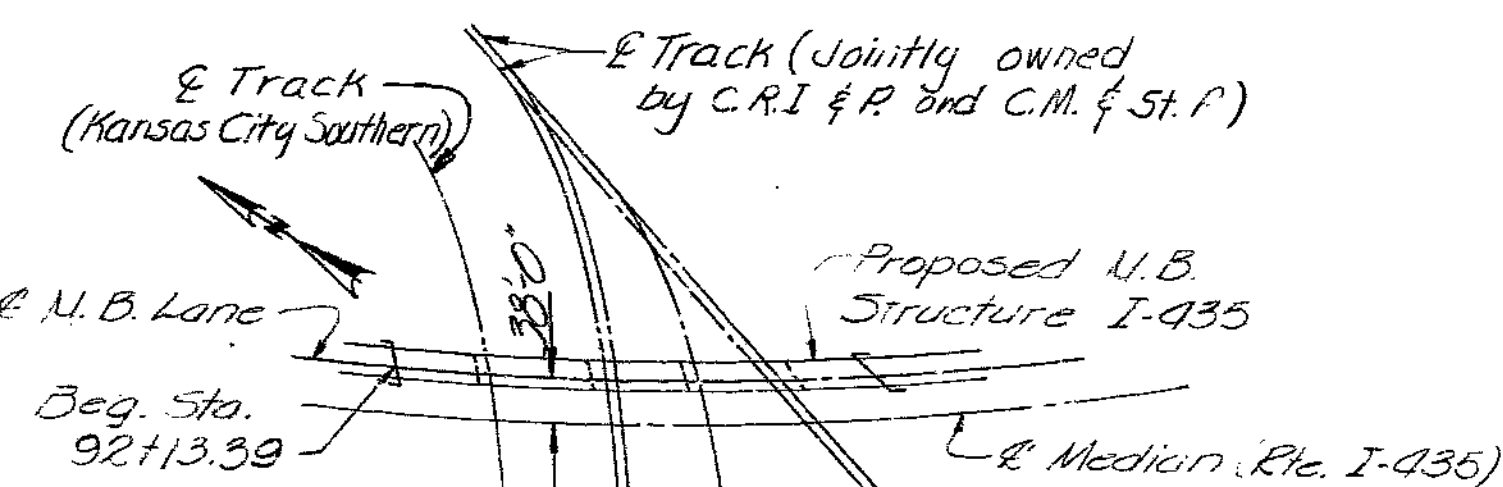 ℄ Track (Jointly owned
by C.R.I & P. and C.M. & St. P)
℄ Track
(Kansas City Southern)
N
38'-0"
Proposed N.B.
Structure I-435
℄ N.B. Lane
Beg. Sta.
92+13.39
℄ Median (Rte. I-435)